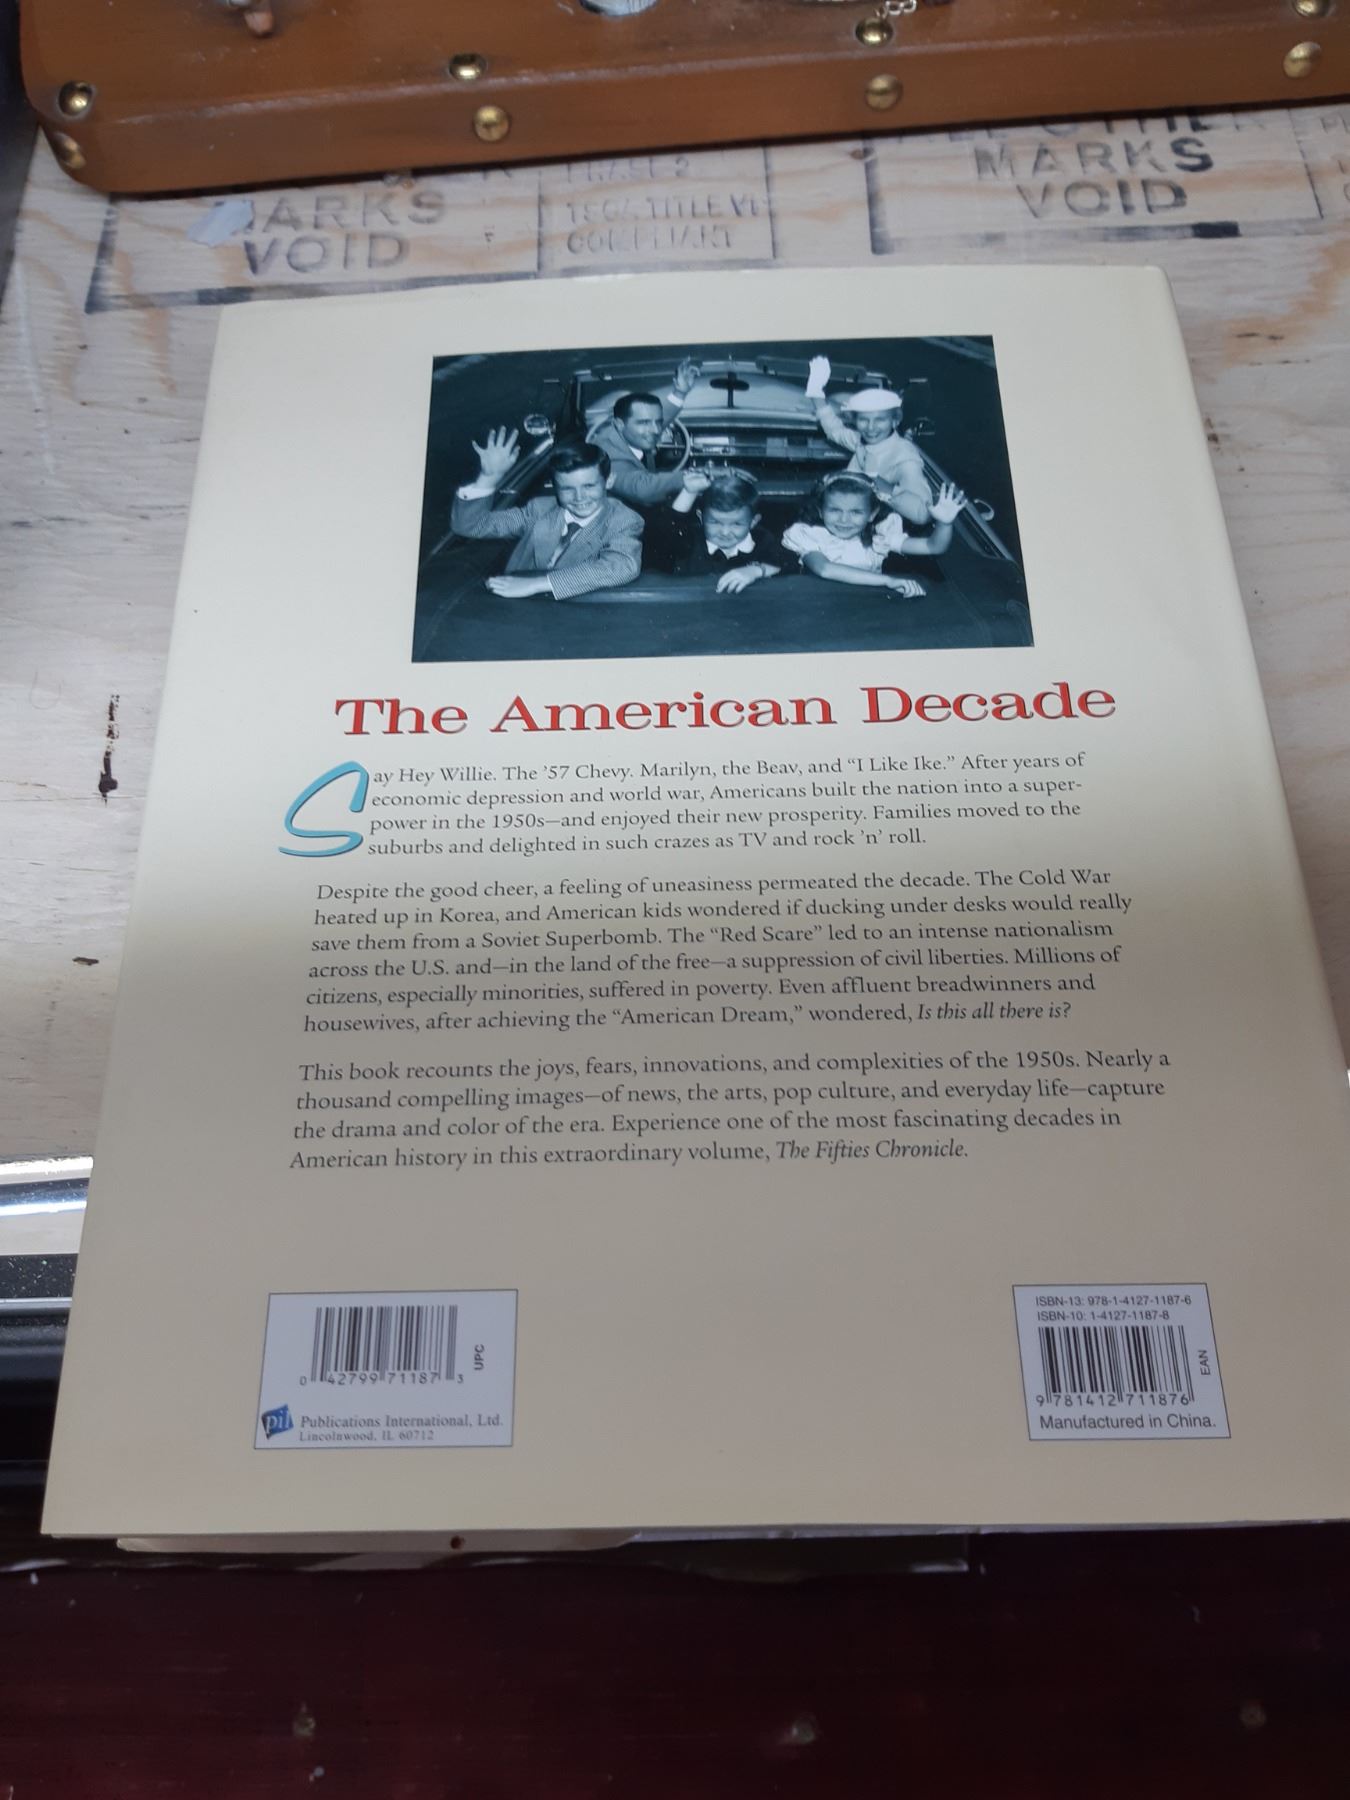 MARKS
VOID
TSCA TITLE VI
COMPLIANT
MARKS
VOID
The American Decade
Say Hey Willie. The '57 Chevy. Marilyn, the Beav, and “I Like Ike.” After years of
economic depression and world war, Americans built the nation into a super-
power in the 1950s—and enjoyed their new prosperity. Families moved to the
suburbs and delighted in such crazes as TV and rock 'n' roll.
Despite the good cheer, a feeling of uneasiness permeated the decade. The Cold War
heated up in Korea, and American kids wondered if ducking under desks would really
save them from a Soviet Superbomb. The “Red Scare” led to an intense nationalism
across the U.S. and—in the land of the free—a suppression of civil liberties. Millions of
citizens, especially minorities, suffered in poverty. Even affluent breadwinners and
housewives, after achieving the “American Dream,” wondered, Is this all there is?
This book recounts the joys, fears, innovations, and complexities of the 1950s. Nearly a
thousand compelling images—of news, the arts, pop culture, and everyday life—capture
the drama and color of the era. Experience one of the most fascinating decades in
American history in this extraordinary volume, The Fifties Chronicle.
0 42799 71187 3
UPC
pil Publications International, Ltd.
Lincolnwood, IL 60712
ISBN-13: 978-1-4127-1187-6
ISBN-10: 1-4127-1187-8
EAN
9 781412 711876
Manufactured in China.